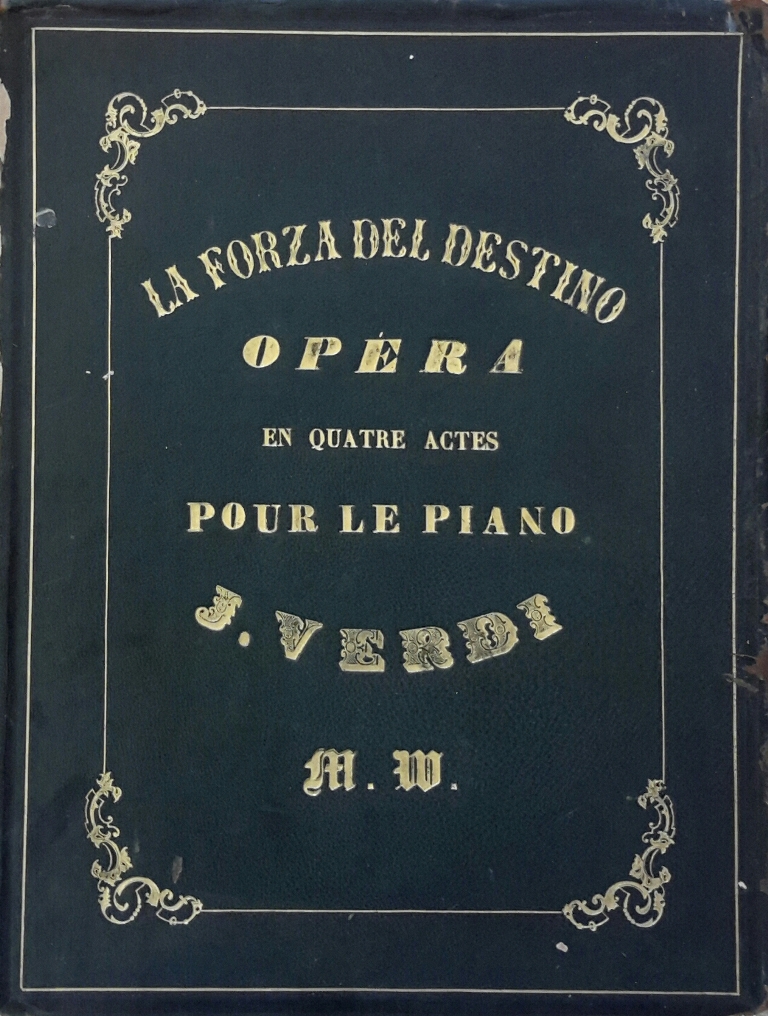 LA FORZA DEL DESTINO
OPÉRA
EN QUATRE ACTES
POUR LE PIANO
J. VERDI
M. W.